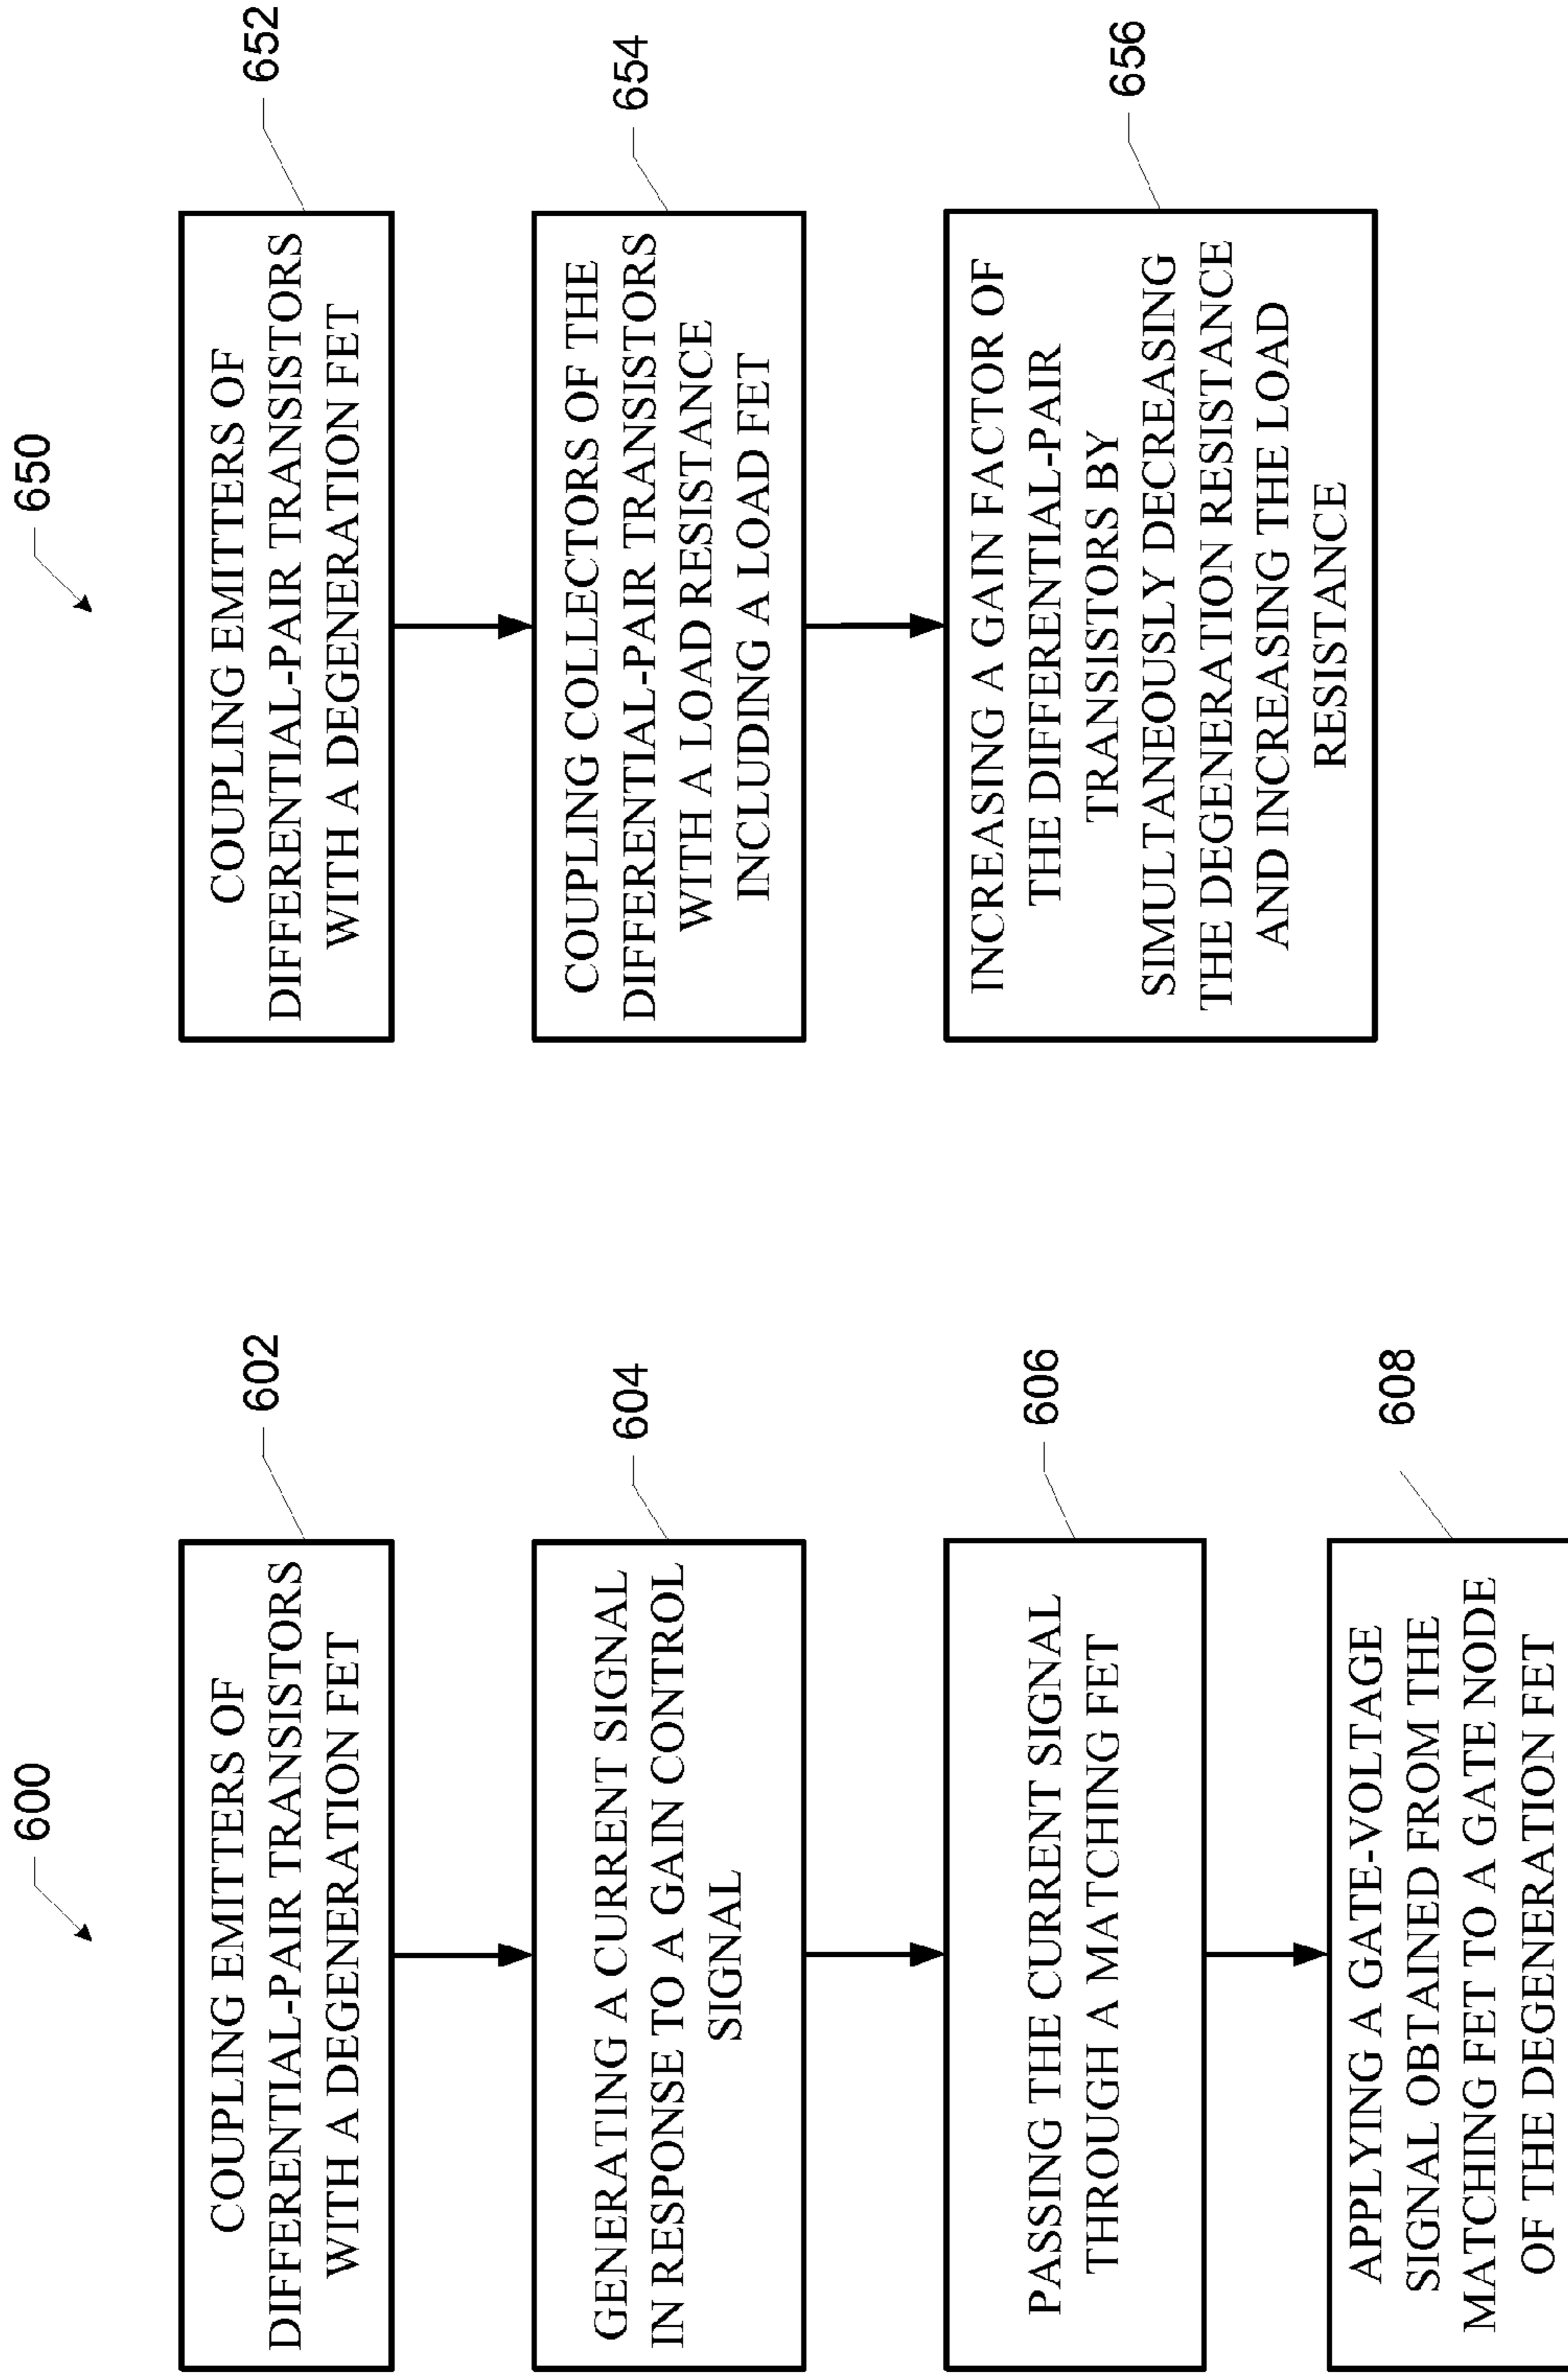 600
COUPLING EMITTERS OF
DIFFERENTIAL-PAIR TRANSISTORS
WITH A DEGENERATION FET
602
GENERATING A CURRENT SIGNAL
IN RESPONSE TO A GAIN CONTROL
SIGNAL
604
PASSING THE CURRENT SIGNAL
THROUGH A MATCHING FET
606
APPLYING A GATE-VOLTAGE
SIGNAL OBTAINED FROM THE
MATCHING FET TO A GATE NODE
OF THE DEGENERATION FET
608
650
COUPLING EMITTERS OF
DIFFERENTIAL-PAIR TRANSISTORS
WITH A DEGENERATION FET
652
COUPLING COLLECTORS OF THE
DIFFERENTIAL-PAIR TRANSISTORS
WITH A LOAD RESISTANCE
INCLUDING A LOAD FET
654
INCREASING A GAIN FACTOR OF
THE DIFFERENTIAL-PAIR
TRANSISTORS BY
SIMULTANEOUSLY DECREASING
THE DEGENERATION RESISTANCE
AND INCREASING THE LOAD
RESISTANCE
656